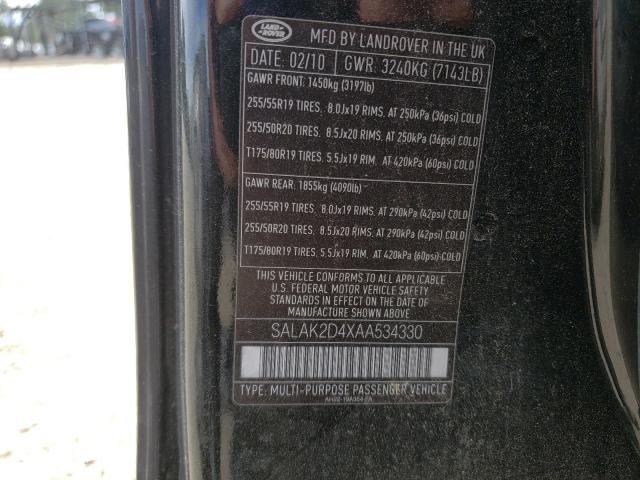 LAND ROVER
MFD BY LANDROVER IN THE UK
DATE: 02/10 GWR: 3240KG (7143LB)
GAWR FRONT: 1450kg (3197lb)
255/55R19 TIRES. 8.0Jx19 RIMS. AT 250kPa (36psi) COLD
255/50R20 TIRES. 8.5Jx20 RIMS. AT 250kPa (36psi) COLD
T175/80R19 TIRES. 5.5Jx19 RIM. AT 420kPa (60psi) COLD
GAWR REAR: 1855kg (4090lb)
255/55R19 TIRES. 8.0Jx19 RIMS. AT 290kPa (42psi) COLD
255/50R20 TIRES. 8.5Jx20 RIMS. AT 290kPa (42psi) COLD
T175/80R19 TIRES. 5.5Jx19 RIM. AT 420kPa (60psi) COLD
THIS VEHICLE CONFORMS TO ALL APPLICABLE
U.S. FEDERAL MOTOR VEHICLE SAFETY
STANDARDS IN EFFECT ON THE DATE OF
MANUFACTURE SHOWN ABOVE
SALAK2D4XAA534330
TYPE: MULTI-PURPOSE PASSENGER VEHICLE